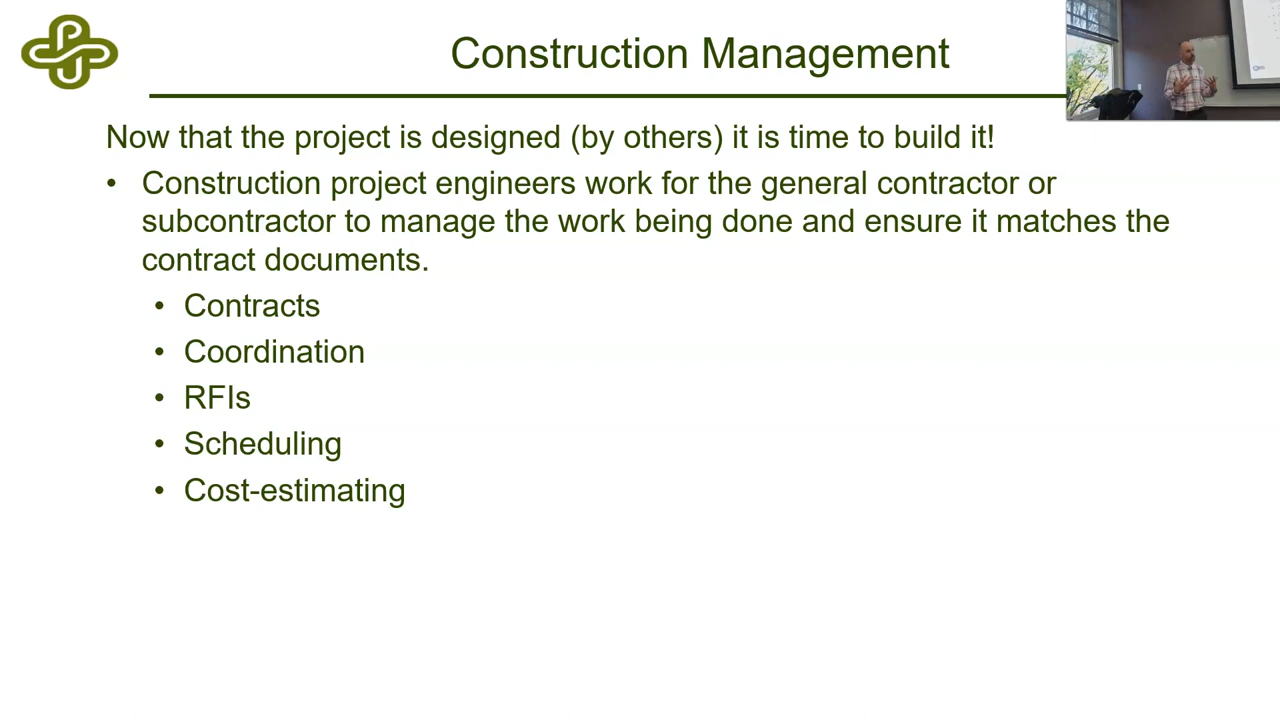 Construction Management
Now that the project is designed (by others) it is time to build it!
• Construction project engineers work for the general contractor or
subcontractor to manage the work being done and ensure it matches the
contract documents.
• Contracts
• Coordination
• RFIs
• Scheduling
• Cost-estimating